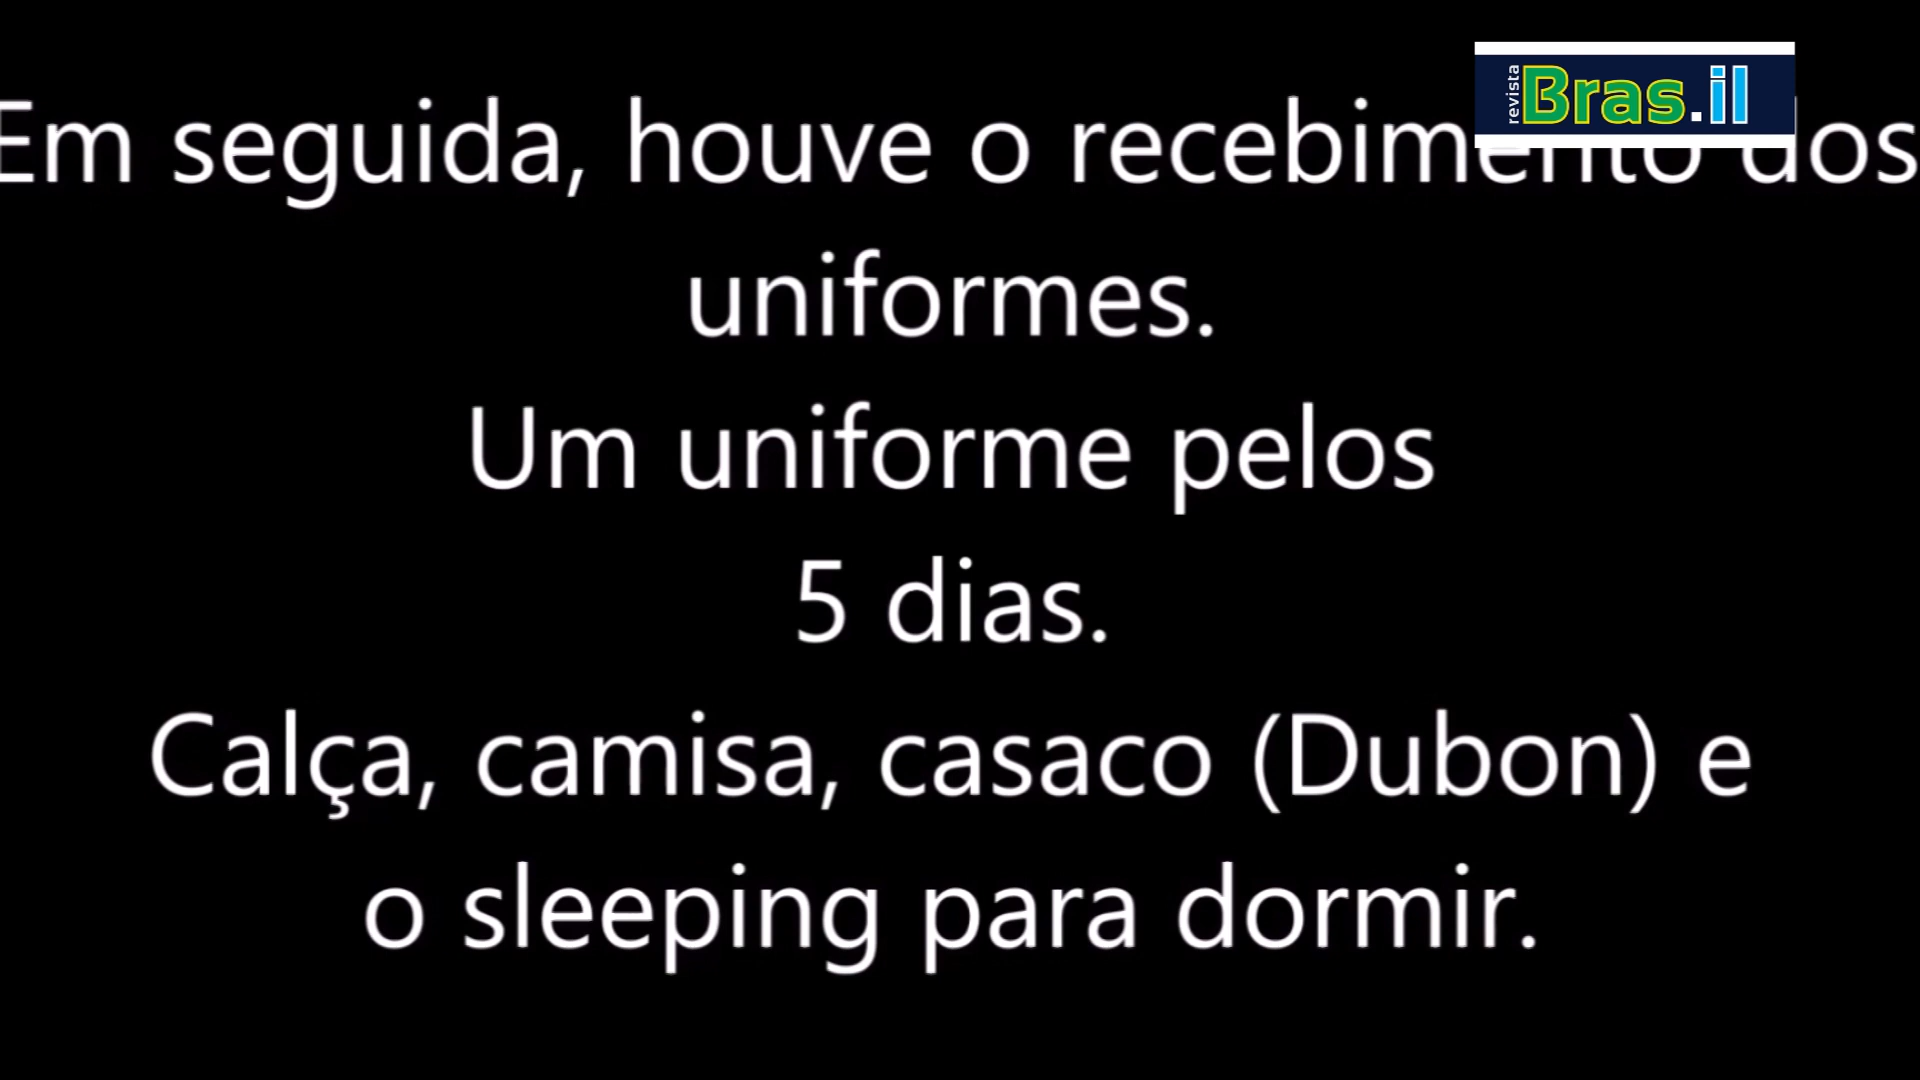 revista Bras.il
Em seguida, houve o recebimento dos
uniformes.
Um uniforme pelos
5 dias.
Calça, camisa, casaco (Dubon) e
o sleeping para dormir.